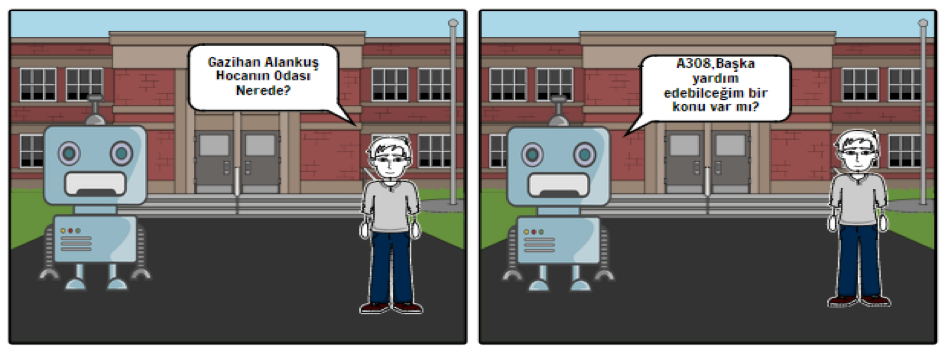 Gazihan Alankuş
Hocanın Odası
Nerede?
A308,Başka
yardım
edebilceğim bir
konu var mı?